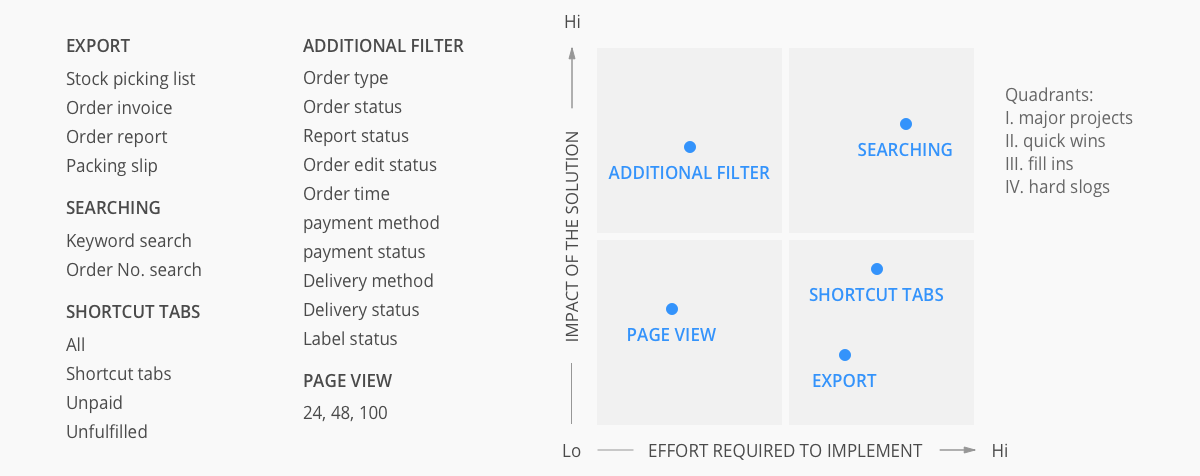 EXPORT
Stock picking list
Order invoice
Order report
Packing slip
SEARCHING
Keyword search
Order No. search
SHORTCUT TABS
All
Shortcut tabs
Unpaid
Unfulfilled
ADDITIONAL FILTER
Order type
Order status
Report status
Order edit status
Order time
payment method
payment status
Delivery method
Delivery status
Label status
PAGE VIEW
24, 48, 100
Hi
IMPACT OF THE SOLUTION
ADDITIONAL FILTER
SEARCHING
PAGE VIEW
SHORTCUT TABS
EXPORT
Lo
EFFORT REQUIRED TO IMPLEMENT
Hi
Quadrants:
I. major projects
II. quick wins
III. fill ins
IV. hard slogs